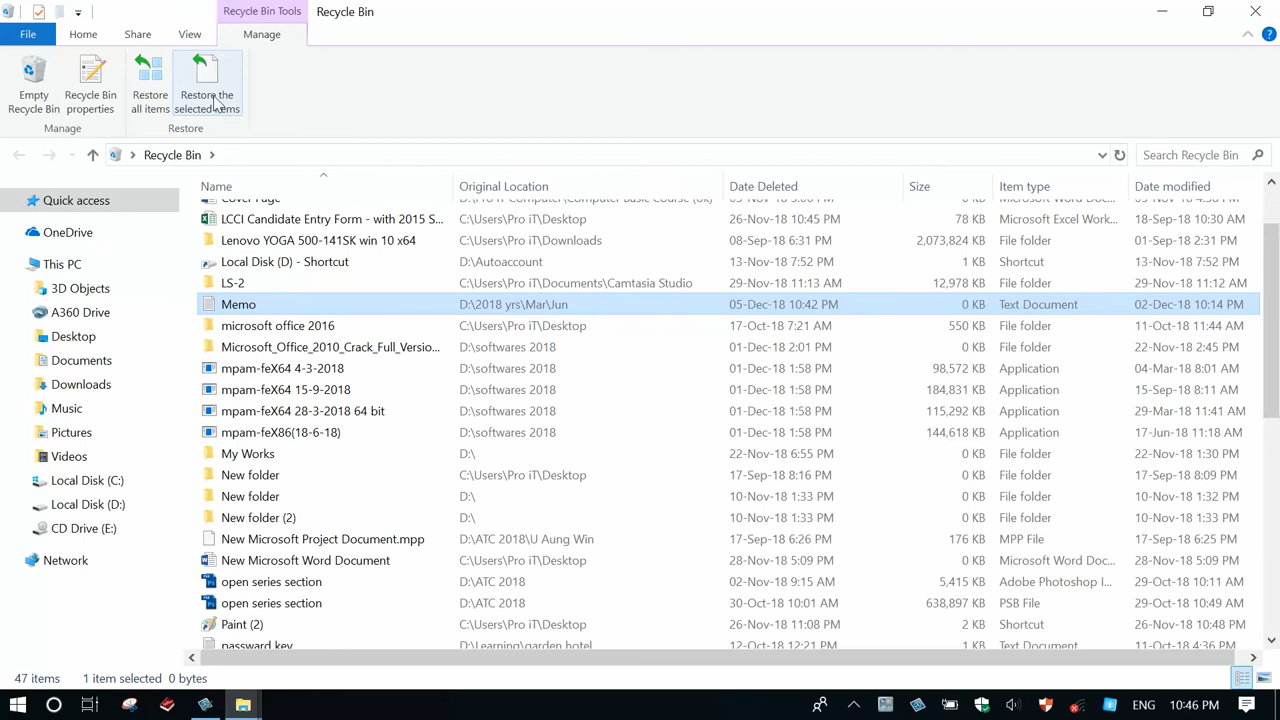 Recycle Bin Tools Recycle Bin
File Home Share View Manage
Empty Recycle Bin
Recycle Bin properties
Restore all items
Restore the selected items
Manage Restore
Recycle Bin Search Recycle Bin
Quick access
OneDrive
This PC
3D Objects
A360 Drive
Desktop
Documents
Downloads
Music
Pictures
Videos
Local Disk (C:)
Local Disk (D:)
CD Drive (E:)
Network
Name Original Location Date Deleted Size Item type Date modified
Cover Page
LCCI Candidate Entry Form - with 2015 S... C:\Users\Pro iT\Desktop 26-Nov-18 10:45 PM 78 KB Microsoft Excel Work... 18-Sep-18 10:30 AM
Lenovo YOGA 500-141SK win 10 x64 C:\Users\Pro iT\Downloads 08-Sep-18 6:31 PM 2,073,824 KB File folder 01-Sep-18 2:31 PM
Local Disk (D) - Shortcut D:\Autoaccount 13-Nov-18 7:52 PM 1 KB Shortcut 13-Nov-18 7:52 PM
LS-2 C:\Users\Pro iT\Documents\Camtasia Studio 29-Nov-18 11:13 AM 12,978 KB File folder 29-Nov-18 11:12 AM
Memo D:\2018 yrs\Mar\Jun 05-Dec-18 10:42 PM 0 KB Text Document 02-Dec-18 10:14 PM
microsoft office 2016 C:\Users\Pro iT\Desktop 17-Oct-18 7:21 AM 550 KB File folder 11-Oct-18 11:44 AM
Microsoft_Office_2010_Crack_Full_Versio... D:\softwares 2018 01-Dec-18 2:01 PM 0 KB File folder 22-Nov-18 2:45 PM
mpam-feX64 4-3-2018 D:\softwares 2018 01-Dec-18 1:58 PM 98,572 KB Application 04-Mar-18 8:01 AM
mpam-feX64 15-9-2018 D:\softwares 2018 01-Dec-18 1:58 PM 184,831 KB Application 15-Sep-18 8:11 AM
mpam-feX64 28-3-2018 64 bit D:\softwares 2018 01-Dec-18 1:58 PM 115,292 KB Application 29-Mar-18 11:41 AM
mpam-feX86(18-6-18) D:\softwares 2018 01-Dec-18 1:58 PM 144,618 KB Application 17-Jun-18 11:18 AM
My Works D:\ 22-Nov-18 6:55 PM 0 KB File folder 22-Nov-18 1:30 PM
New folder C:\Users\Pro iT\Desktop 17-Sep-18 8:16 PM 0 KB File folder 17-Sep-18 8:09 PM
New folder D:\ 10-Nov-18 1:33 PM 0 KB File folder 10-Nov-18 1:32 PM
New folder (2) D:\ 10-Nov-18 1:33 PM 0 KB File folder 10-Nov-18 1:33 PM
New Microsoft Project Document.mpp D:\ATC 2018\U Aung Win 17-Sep-18 6:26 PM 176 KB MPP File 17-Sep-18 6:25 PM
New Microsoft Word Document C:\Users\Pro iT\Desktop 28-Nov-18 5:09 PM 0 KB Microsoft Word Doc... 28-Nov-18 5:09 PM
open series section D:\ATC 2018 02-Nov-18 9:15 AM 5,415 KB Adobe Photoshop I... 29-Oct-18 10:11 AM
open series section D:\ATC 2018 30-Oct-18 10:01 AM 638,897 KB PSB File 29-Oct-18 10:49 AM
Paint (2) C:\Users\Pro iT\Desktop 26-Nov-18 11:08 PM 2 KB Shortcut 26-Nov-18 10:48 PM
passward key D:\Learning\garden hotel 12-Oct-18 12:21 PM 1 KB Text Document 11-Oct-18 4:36 PM
47 items 1 item selected 0 bytes
ENG 10:46 PM